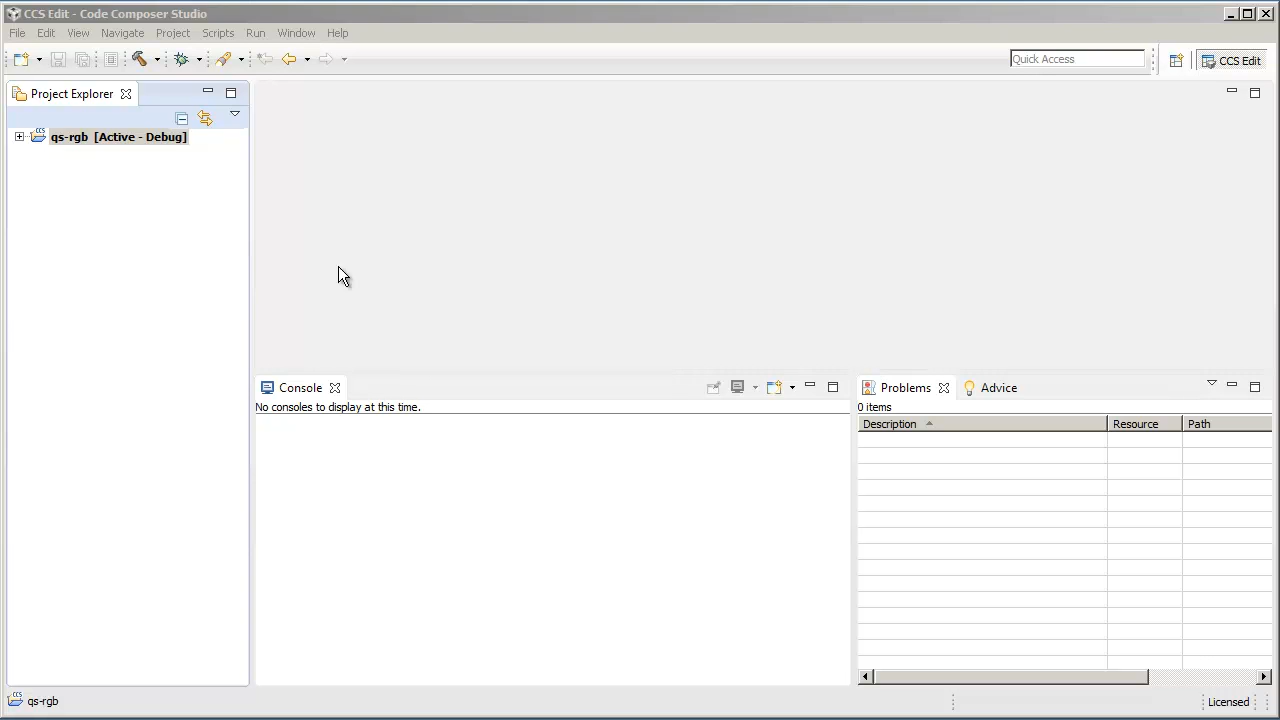 CCS Edit - Code Composer Studio
File Edit View Navigate Project Scripts Run Window Help
Quick Access
CCS Edit
Project Explorer
CCS qs-rgb [Active - Debug]
Console
No consoles to display at this time.
Problems
Advice
0 items
Description Resource Path
CCS qs-rgb
Licensed